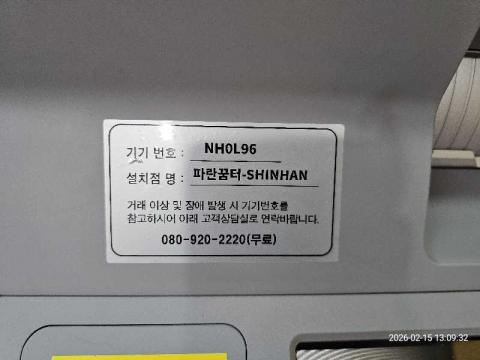 기기 번호 : NH0L96
설치점 명 : 파란꿈터-SHINHAN
거래 이상 및 장애 발생 시 기기번호를
참고하시어 아래 고객상담실로 연락바랍니다.
080-920-2220(무료)
2026-02-15 13:09:32